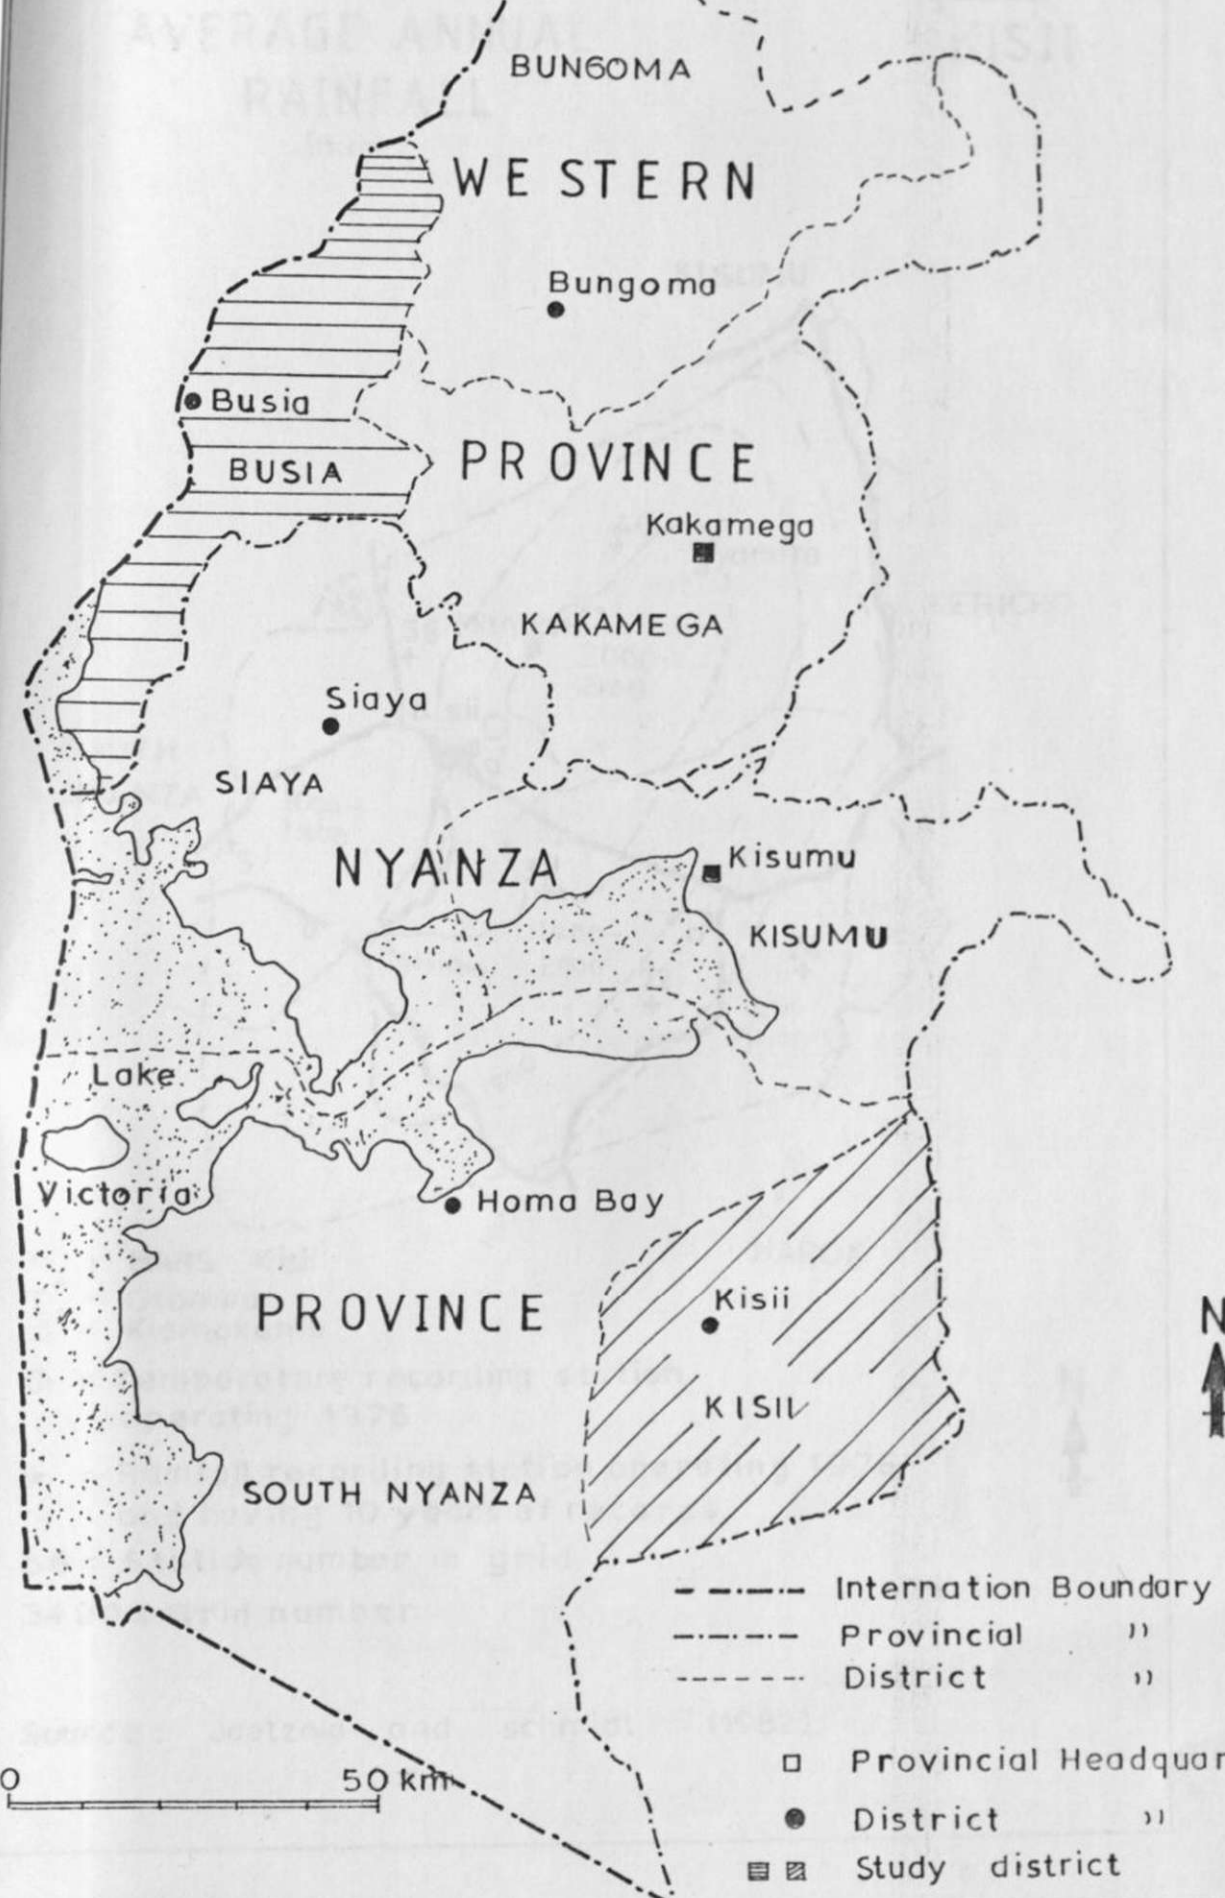 BUNGOMA
WESTERN
Bungoma
Busia
PROVINCE
BUSIA
Kakamega
KAKAMEGA
Siaya
SIAYA
NYANZA
Kisumu
KISUMU
Lake
Victoria
Homa Bay
PROVINCE
Kisii
N
KISII
SOUTH NYANZA
Internation Boundary
Provincial "
District "
0 50 km
Provincial Headquar
District "
Study district